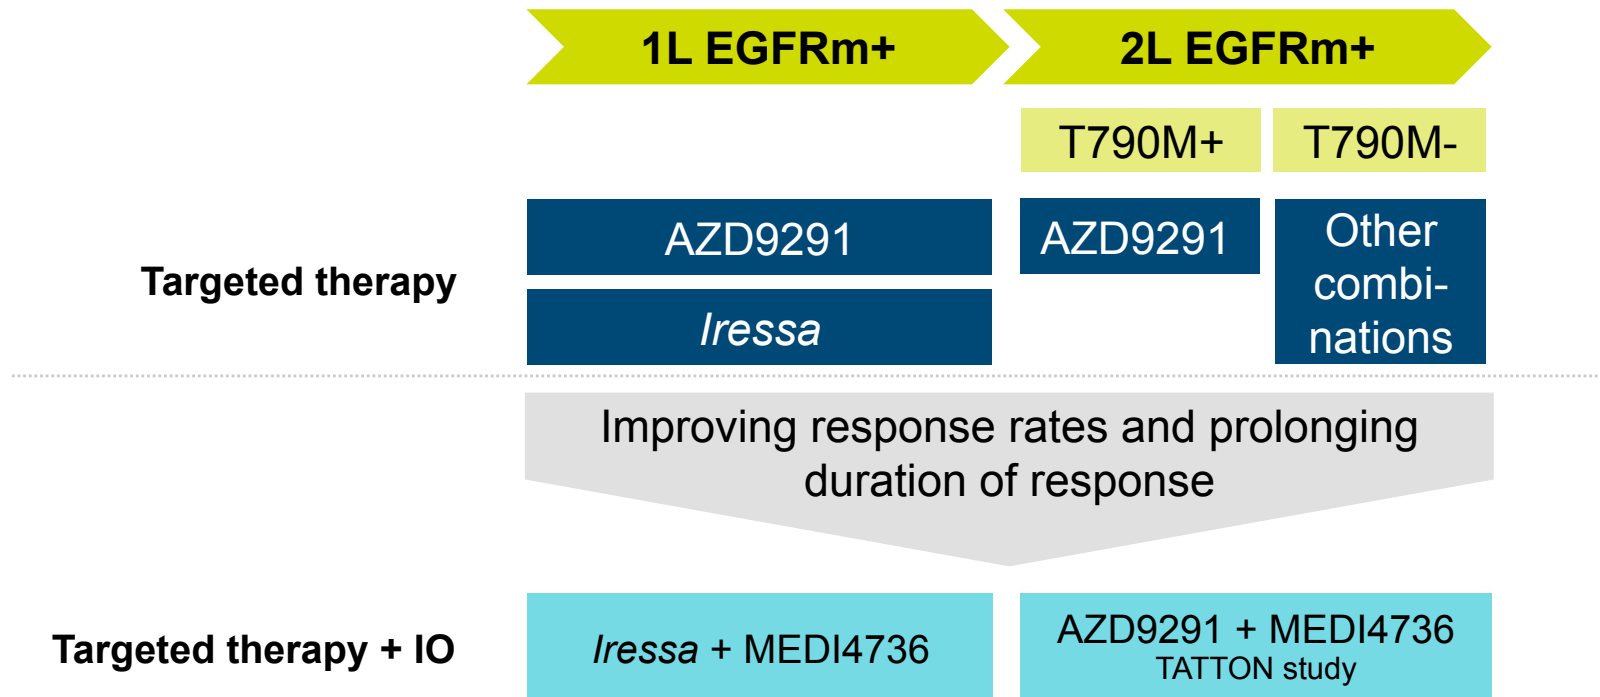 1L EGFRm+
2L EGFRm+
T790M+
T790M-
Targeted therapy
AZD9291
Iressa
AZD9291
Other
combi-
nations
Improving response rates and prolonging
duration of response
Targeted therapy + IO
Iressa + MEDI4736
AZD9291 + MEDI4736
TATTON study